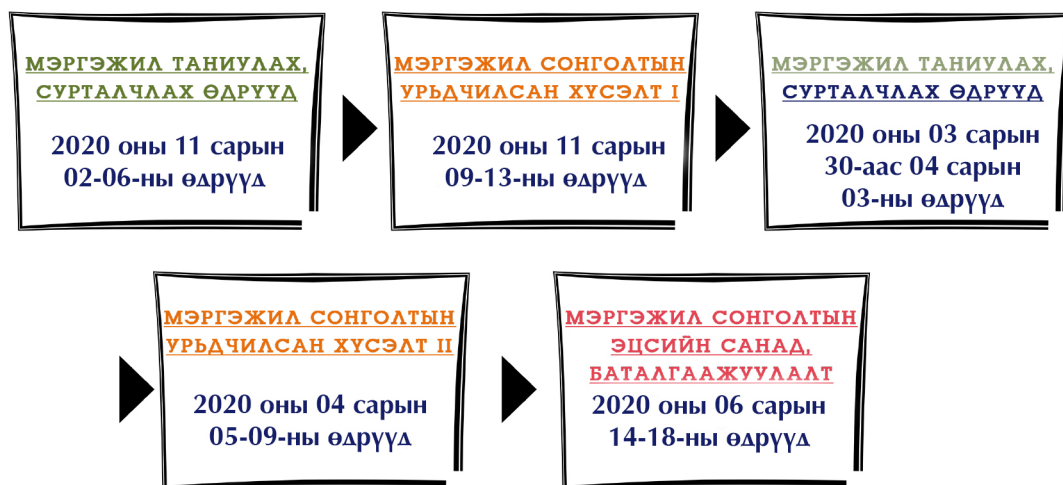 МЭРГЭЖИЛ ТАНИУЛАХ,
СУРТАЛЧЛАХ ӨДРҮҮД
2020 оны 11 сарын
02-06-ны өдрүүд
МЭРГЭЖИЛ СОНГОЛТЫН
УРЬДЧИЛСАН ХҮСЭЛТ I
2020 оны 11 сарын
09-13-ны өдрүүд
МЭРГЭЖИЛ ТАНИУЛАХ,
СУРТАЛЧЛАХ ӨДРҮҮД
2020 оны 03 сарын
30-аас 04 сарын
03-ны өдрүүд
МЭРГЭЖИЛ СОНГОЛТЫН
УРЬДЧИЛСАН ХҮСЭЛТ II
2020 оны 04 сарын
05-09-ны өдрүүд
МЭРГЭЖИЛ СОНГОЛТЫН
ЭЦСИЙН САНАД,
БАТАЛГААЖУУЛАЛТ
2020 оны 06 сарын
14-18-ны өдрүүд